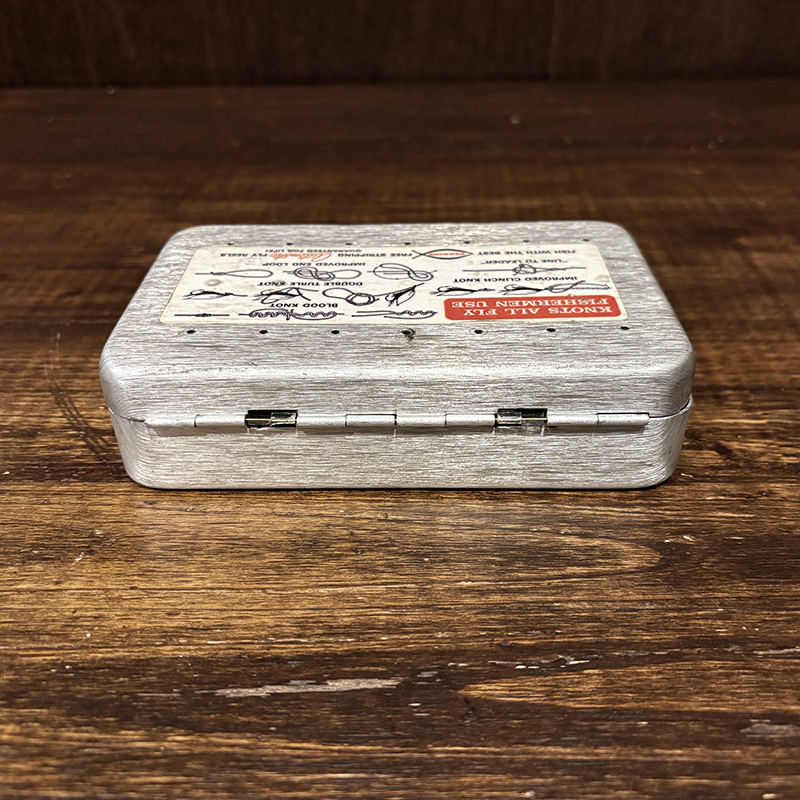 KNOTS ALL FLY
FISHERMEN USE
BLOOD KNOT
IMPROVED CLINCH KNOT
DOUBLE TURLE KNOT
"LINE TO LEADER"
IMPROVED END LOOP
FISH WITH THE BEST
FREE STRIPPING Automatic FLY REELS
GUARANTEED FOR LIFE!